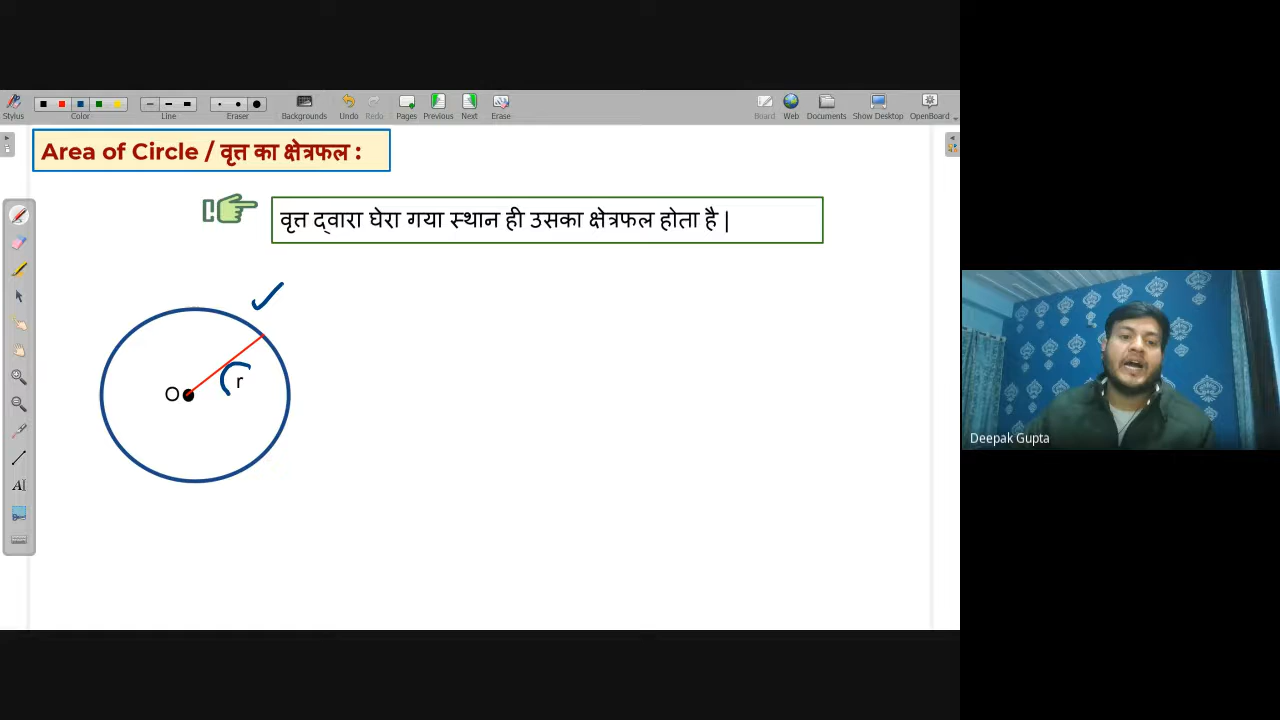 Stylus
Color
Line
Eraser
Backgrounds
Undo
Redo
Pages
Previous
Next
Erase
Board
Web
Documents
Show Desktop
OpenBoard
Area of Circle / वृत्त का क्षेत्रफल :
वृत्त द्वारा घेरा गया स्थान ही उसका क्षेत्रफल होता है |
r
O
Deepak Gupta
AI